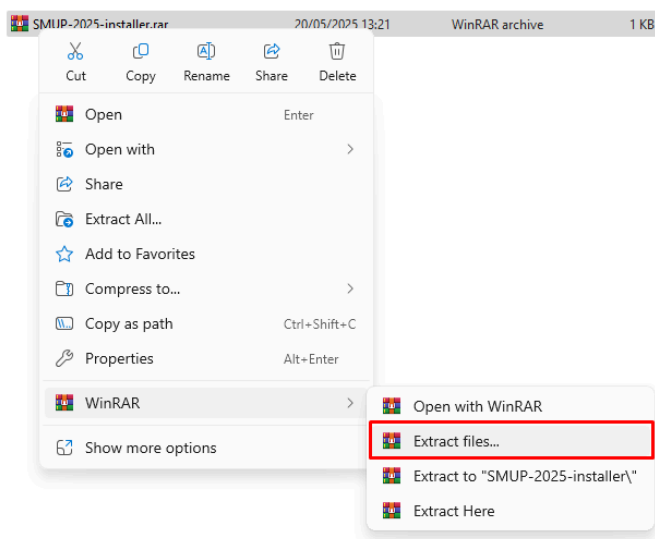 SMUP-2025-installer.rar 20/05/2025 13:21 WinRAR archive 1 KB
Cut Copy Rename Share Delete
Open Enter
Open with
Share
Extract All...
Add to Favorites
Compress to...
Copy as path Ctrl+Shift+C
Properties Alt+Enter
WinRAR
Show more options
Open with WinRAR
Extract files...
Extract to "SMUP-2025-installer\"
Extract Here